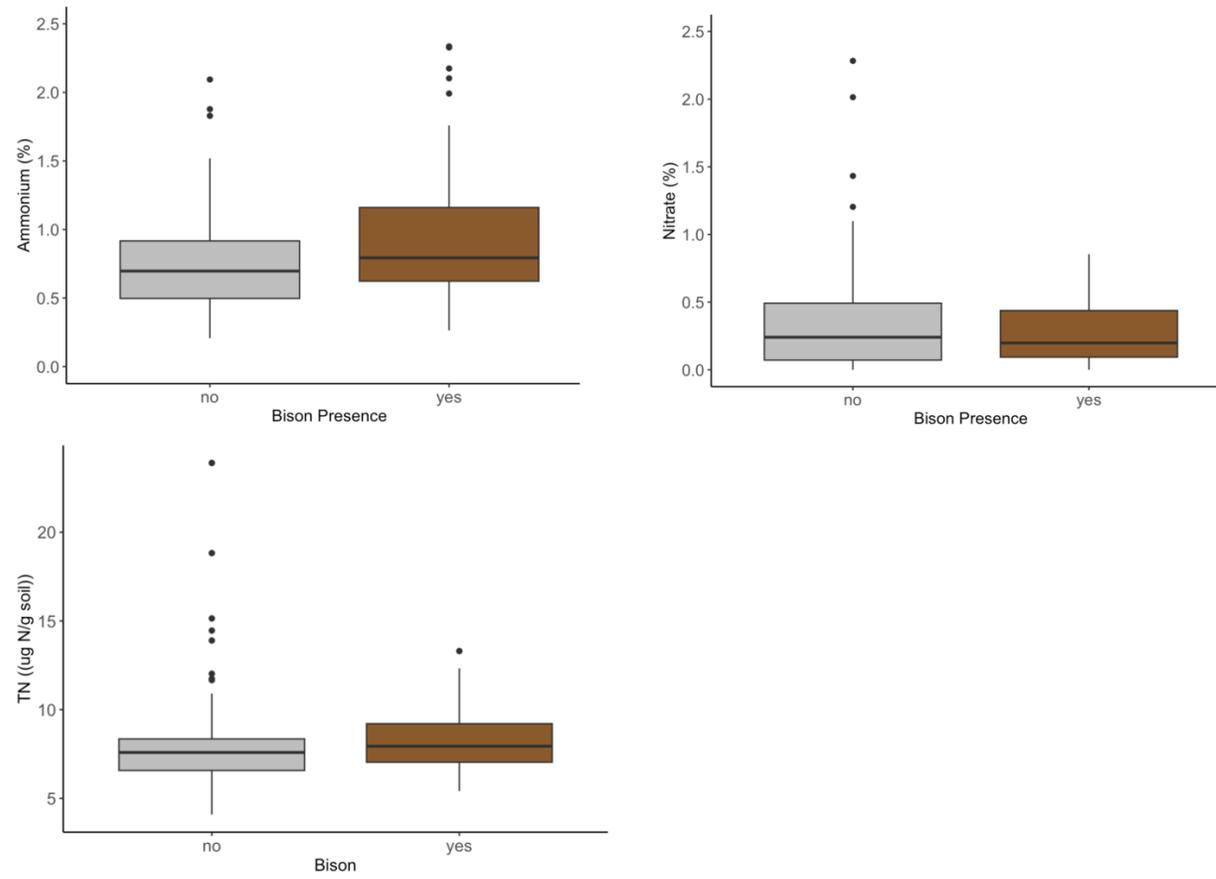 2.5
2.0
1.5
1.0
0.5
0.0
Ammonium (%)
no
yes
Bison Presence
2.5
2.0
1.5
1.0
0.5
0.0
Nitrate (%)
no
yes
Bison Presence
20
15
10
5
TN ((ug N/g soil))
no
yes
Bison